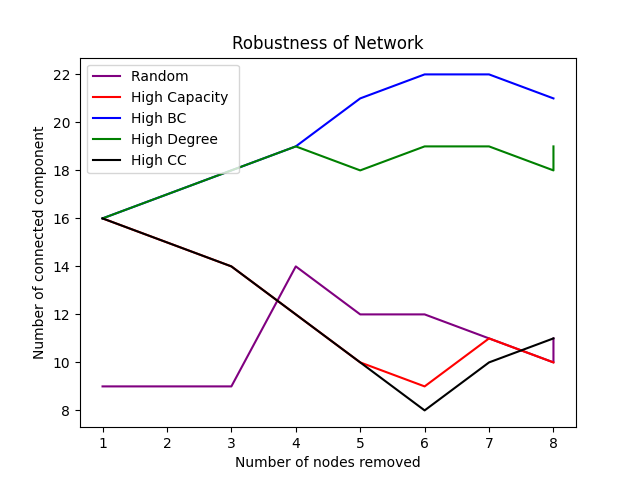 Robustness of Network
Number of connected component
22
20
18
16
14
12
10
8
Random
High Capacity
High BC
High Degree
High CC
1 2 3 4 5 6 7 8
Number of nodes removed